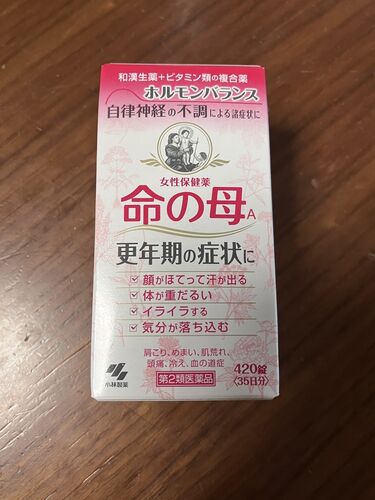 和漢生薬＋ビタミン類の複合薬
ホルモンバランス
自律神経の不調による諸症状に
女性保健薬
命の母A
更年期の症状に
顔がほてって汗が出る
体が重だるい
イライラする
気分が落ち込む
肩こり、めまい、肌荒れ、
頭痛、冷え、血の道症
小林製薬
第2類医薬品
420錠
〈35日分〉